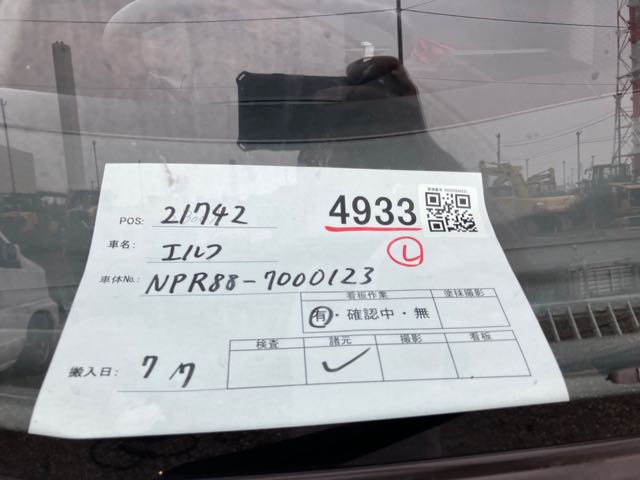 POS: 21742
4933
車名: エルフ
L
車体No.: NPR88-7000123
看板作業 塗抹撮影
有・確認中・無
検査 諸元 撮影 看板
搬入日: 7 7